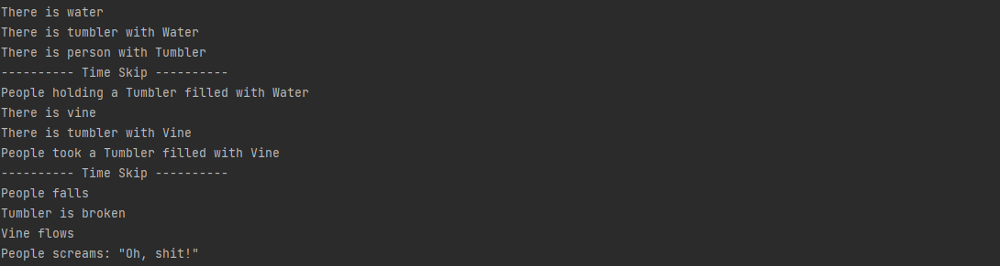 There is water
There is tumbler with Water
There is person with Tumbler
---------- Time Skip ----------
People holding a Tumbler filled with Water
There is vine
There is tumbler with Vine
People took a Tumbler filled with Vine
---------- Time Skip ----------
People falls
Tumbler is broken
Vine flows
People screams: "Oh, shit!"